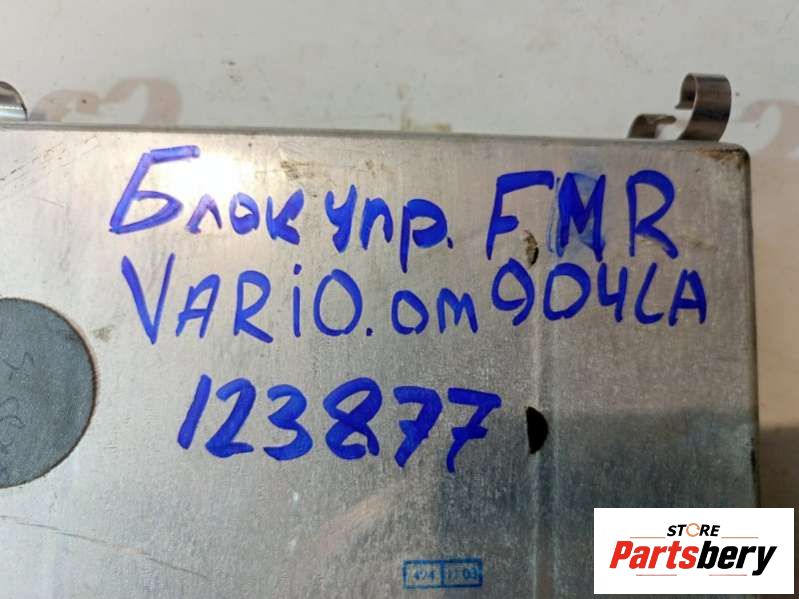 Блок упр. FMR
VARiO. om904LA
123877
STORE
Partsbery